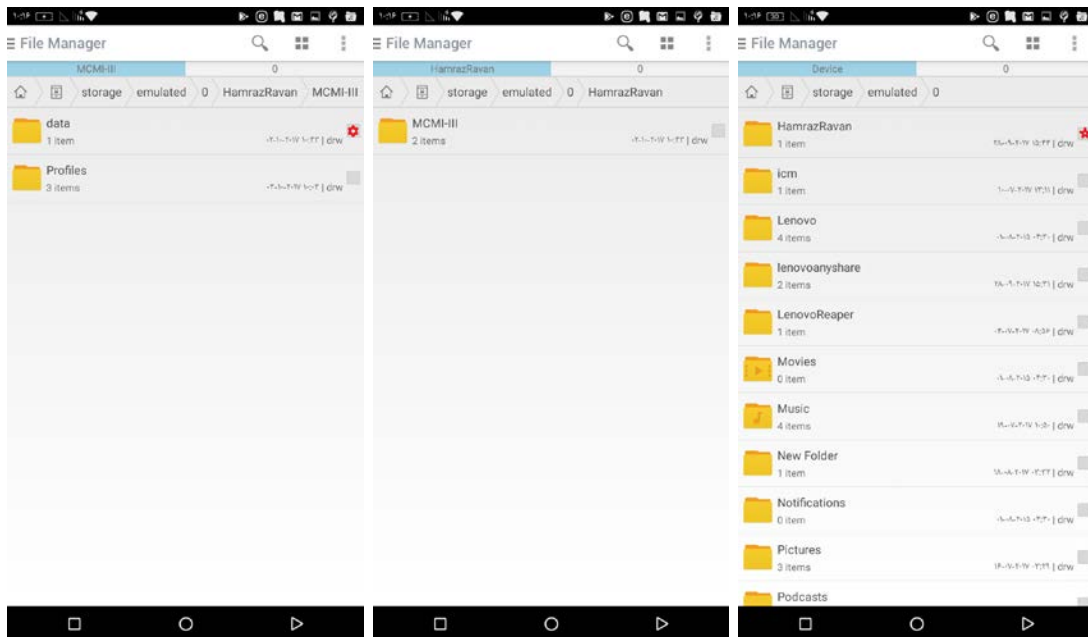 File Manager
MCMI-III
0
storage
emulated
0
HamrazRavan
MCMI-III
data
1 item
| drw
Profiles
3 items
| drw
File Manager
HamrazRavan
0
storage
emulated
0
HamrazRavan
MCMI-III
2 items
| drw
File Manager
Device
0
storage
emulated
0
HamrazRavan
1 item
| drw
icm
1 item
| drw
Lenovo
4 items
| drw
lenovoanyshare
2 items
| drw
LenovoReaper
1 item
| drw
Movies
0 item
| drw
Music
4 items
| drw
New Folder
1 item
| drw
Notifications
0 item
| drw
Pictures
3 items
| drw
Podcasts